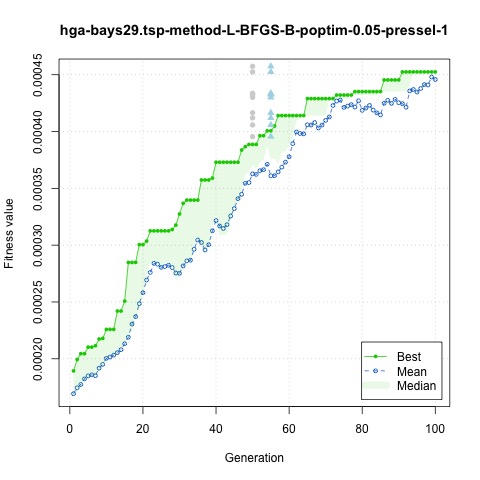 hga-bays29.tsp-method-L-BFGS-B-poptim-0.05-pressel-1
Fitness value
0.00045
0.00040
0.00035
0.00030
0.00025
0.00020
Best
Mean
Median
0 20 40 60 80 100
Generation